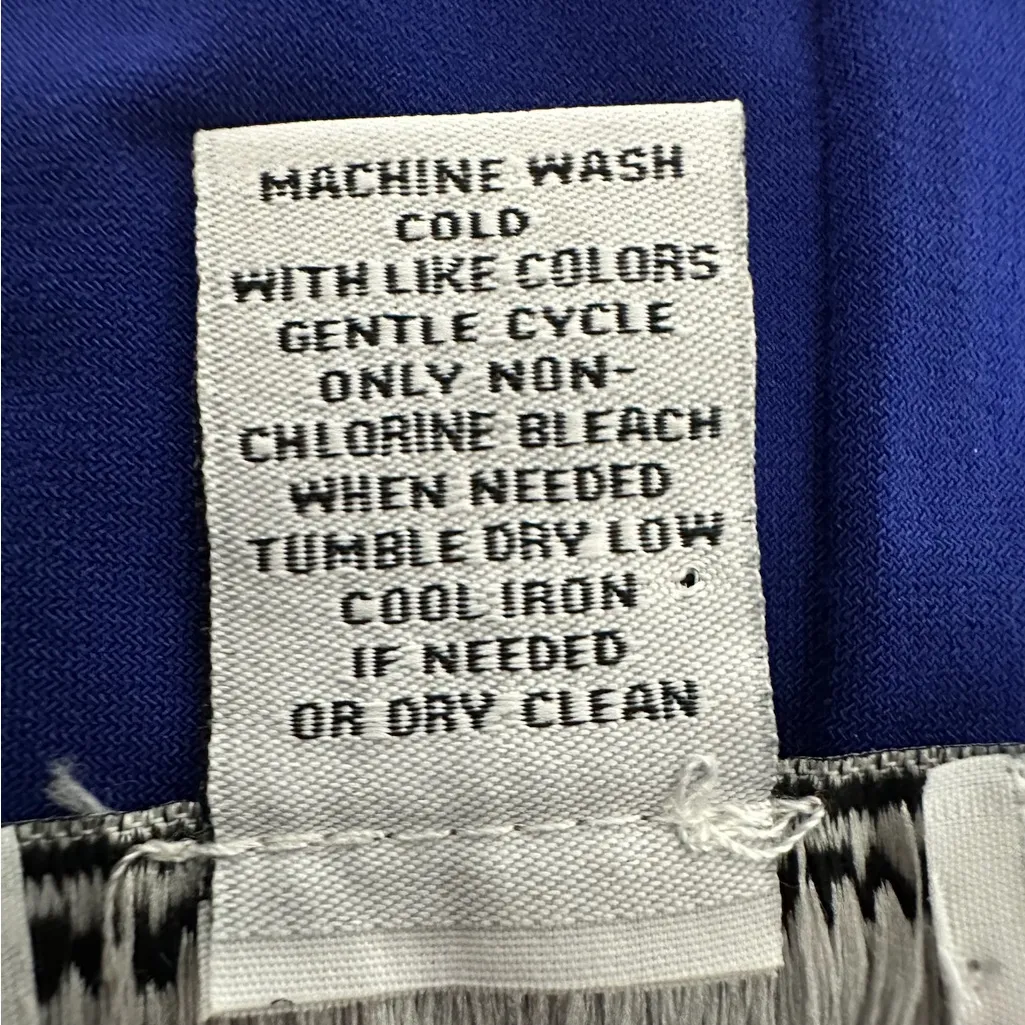 MACHINE WASH
COLD
WITH LIKE COLORS
GENTLE CYCLE
ONLY NON-
CHLORINE BLEACH
WHEN NEEDED
TUMBLE DRY LOW
COOL IRON
IF NEEDED
OR DRY CLEAN